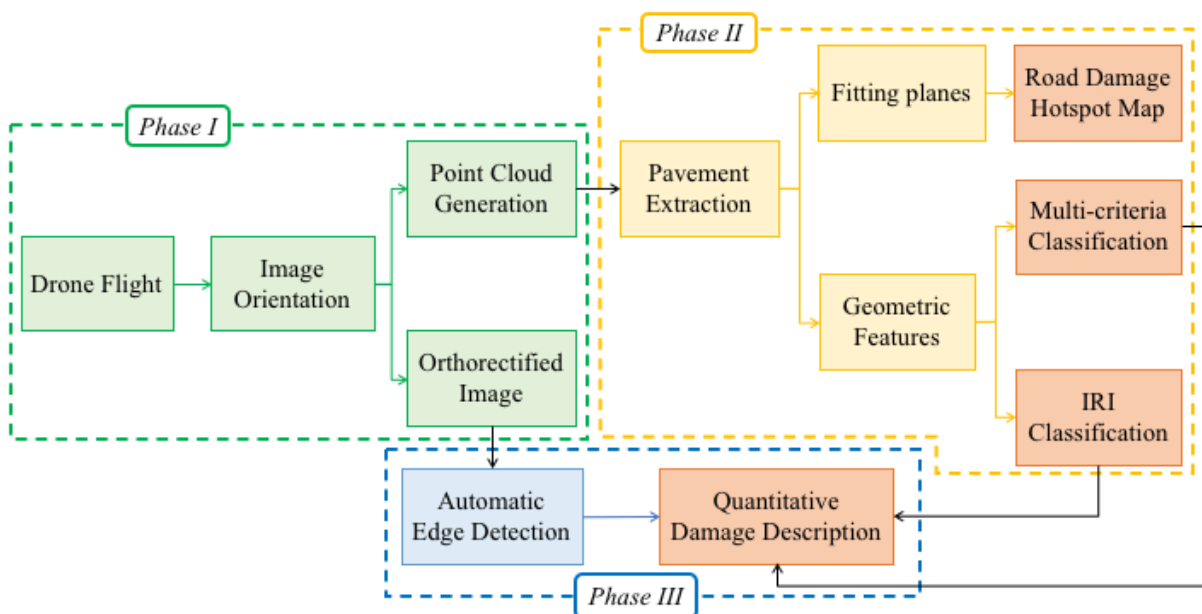 Phase I
Drone Flight
Image
Orientation
Point Cloud
Generation
Orthorectified
Image
Phase II
Pavement
Extraction
Fitting planes
Road Damage
Hotspot Map
Geometric
Features
Multi-criteria
Classification
IRI
Classification
Automatic
Edge Detection
Quantitative
Damage Description
Phase III